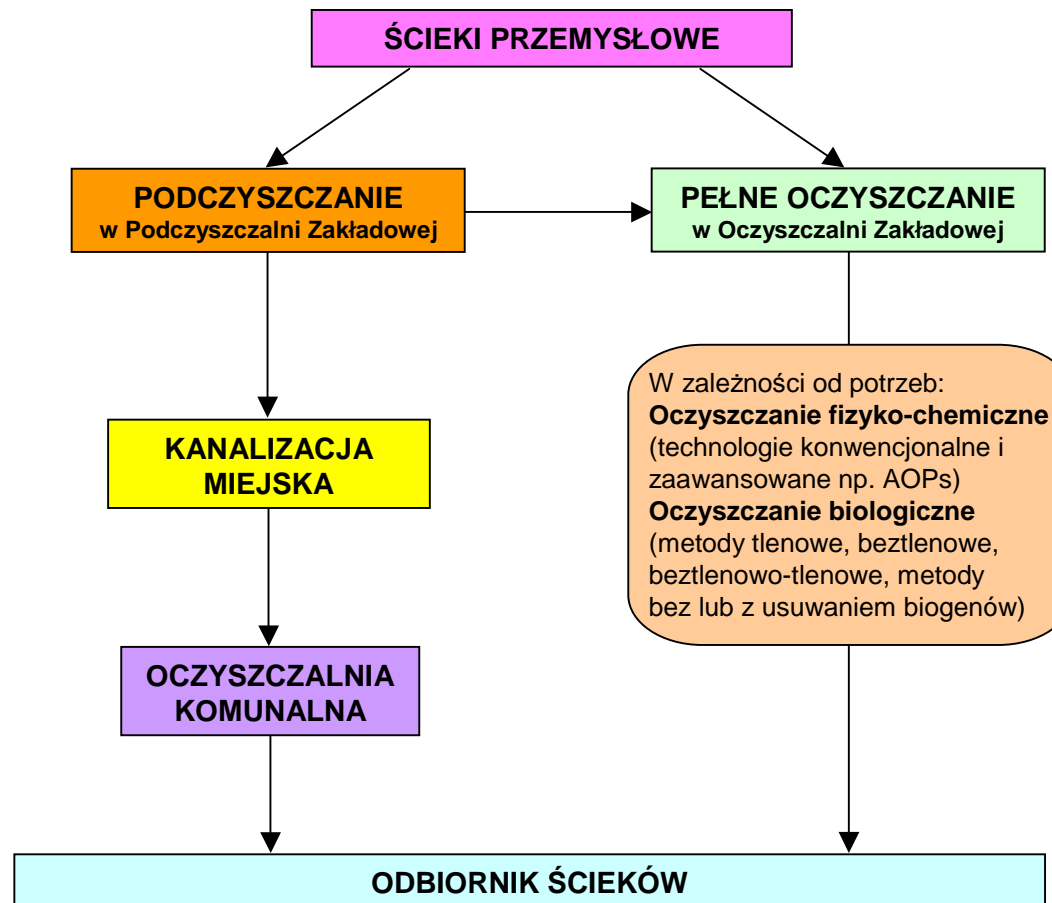 ŚCIEKI PRZEMYSŁOWE
PODCZYSZCZANIE
w Podczyszczalni Zakładowej
PEŁNE OCZYSZCZANIE
w Oczyszczalni Zakładowej
W zależności od potrzeb:
Oczyszczanie fizyko-chemiczne
(technologie konwencjonalne i
zaawansowane np. AOPs)
Oczyszczanie biologiczne
(metody tlenowe, beztlenowe,
beztlenowo-tlenowe, metody
bez lub z usuwaniem biogenów)
KANALIZACJA
MIEJSKA
OCZYSZCZALNIA
KOMUNALNA
ODBIORNIK ŚCIEKÓW